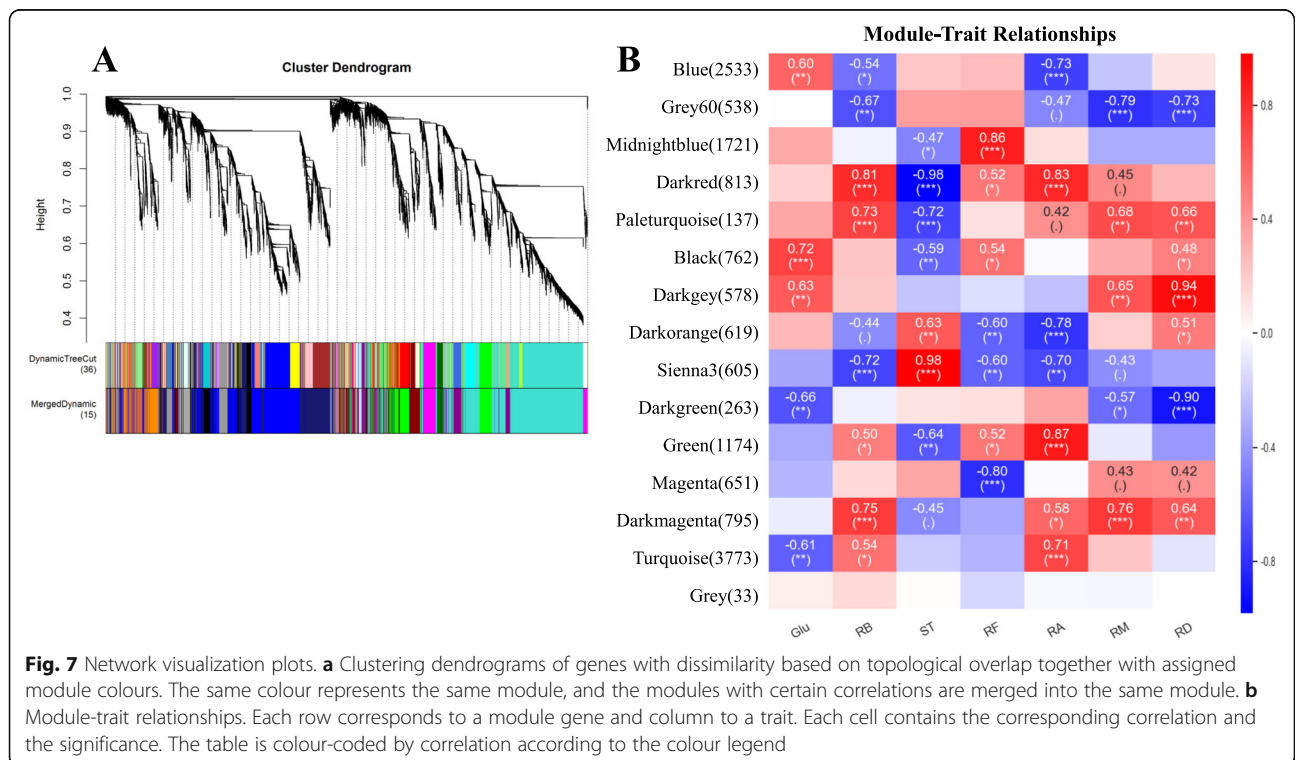 A
Cluster Dendrogram
Height
1.0
0.9
0.8
0.7
0.6
0.5
0.4
DynamicTreeCut
(36)
MergedDynamic
(15)
B
Module-Trait Relationships
Blue(2533) 0.60 -0.54 -0.73
(**) (*) (***)
Grey60(538) -0.67 -0.47 -0.79 -0.73
(**) (.) (***) (***)
Midnightblue(1721) -0.47 0.86
(*) (***)
Darkred(813) 0.81 -0.98 0.52 0.83 0.45
(***) (***) (*) (***) (.)
Paleturquoise(137) 0.73 -0.72 0.42 0.68 0.66
(***) (***) (.) (**) (**)
Black(762) 0.72 -0.59 0.54 0.48
(***) (**) (*) (*)
Darkgey(578) 0.63 0.65 0.94
(**) (**) (***)
Darkorange(619) -0.44 0.63 -0.60 -0.78 0.51
(.) (**) (**) (***) (*)
Sienna3(605) -0.72 0.98 -0.60 -0.70 -0.43
(***) (***) (**) (**) (.)
Darkgreen(263) -0.66 -0.57 -0.90
(**) (*) (***)
Green(1174) 0.50 -0.64 0.52 0.87
(*) (**) (*) (***)
Magenta(651) -0.80 0.43 0.42
(***) (.) (.)
Darkmagenta(795) 0.75 -0.45 0.58 0.76 0.64
(***) (.) (*) (***) (**)
Turquoise(3773) -0.61 0.54 0.71
(**) (*) (***)
Grey(33)
Glu RB ST RF RA RM RD
0.8
0.4
0.0
-0.4
-0.8
Fig. 7 Network visualization plots. a Clustering dendrograms of genes with dissimilarity based on topological overlap together with assigned
module colours. The same colour represents the same module, and the modules with certain correlations are merged into the same module. b
Module-trait relationships. Each row corresponds to a module gene and column to a trait. Each cell contains the corresponding correlation and
the significance. The table is colour-coded by correlation according to the colour legend